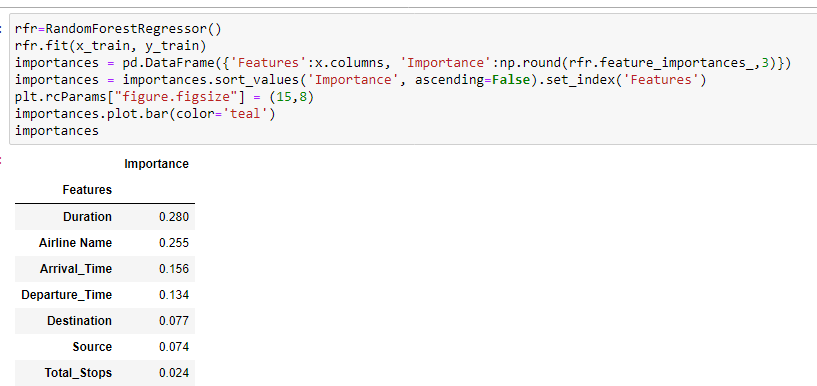 rfr=RandomForestRegressor()
rfr.fit(x_train, y_train)
importances = pd.DataFrame({'Features':x.columns, 'Importance':np.round(rfr.feature_importances_,3)})
importances = importances.sort_values('Importance', ascending=False).set_index('Features')
plt.rcParams["figure.figsize"] = (15,8)
importances.plot.bar(color='teal')
importances
Importance
Features
Duration 0.280
Airline Name 0.255
Arrival_Time 0.156
Departure_Time 0.134
Destination 0.077
Source 0.074
Total_Stops 0.024